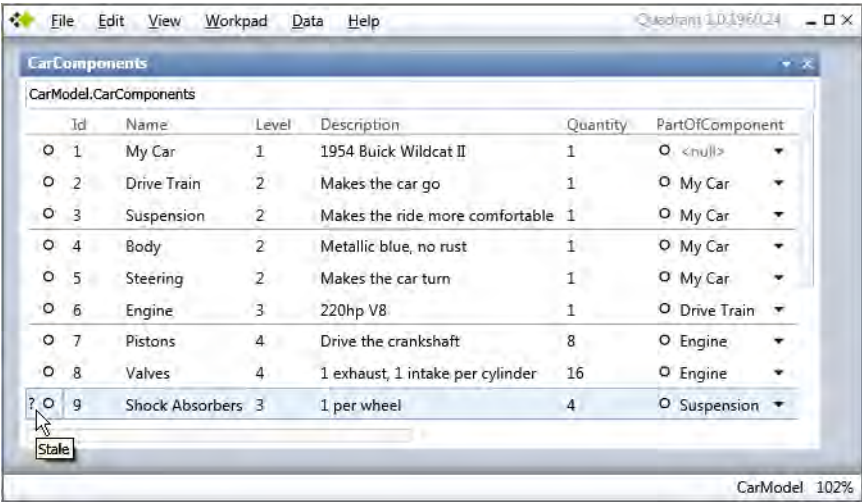 File Edit View Workpad Data Help Quadrant 1.0.1960.24
CarComponents
CarModel.CarComponents
Id Name Level Description Quantity PartOfComponent
1 My Car 1 1954 Buick Wildcat II 1 <null>
2 Drive Train 2 Makes the car go 1 My Car
3 Suspension 2 Makes the ride more comfortable 1 My Car
4 Body 2 Metallic blue, no rust 1 My Car
5 Steering 2 Makes the car turn 1 My Car
6 Engine 3 220hp V8 1 Drive Train
7 Pistons 4 Drive the crankshaft 8 Engine
8 Valves 4 1 exhaust, 1 intake per cylinder 16 Engine
? 9 Shock Absorbers 3 1 per wheel 4 Suspension
Stale
CarModel 102%